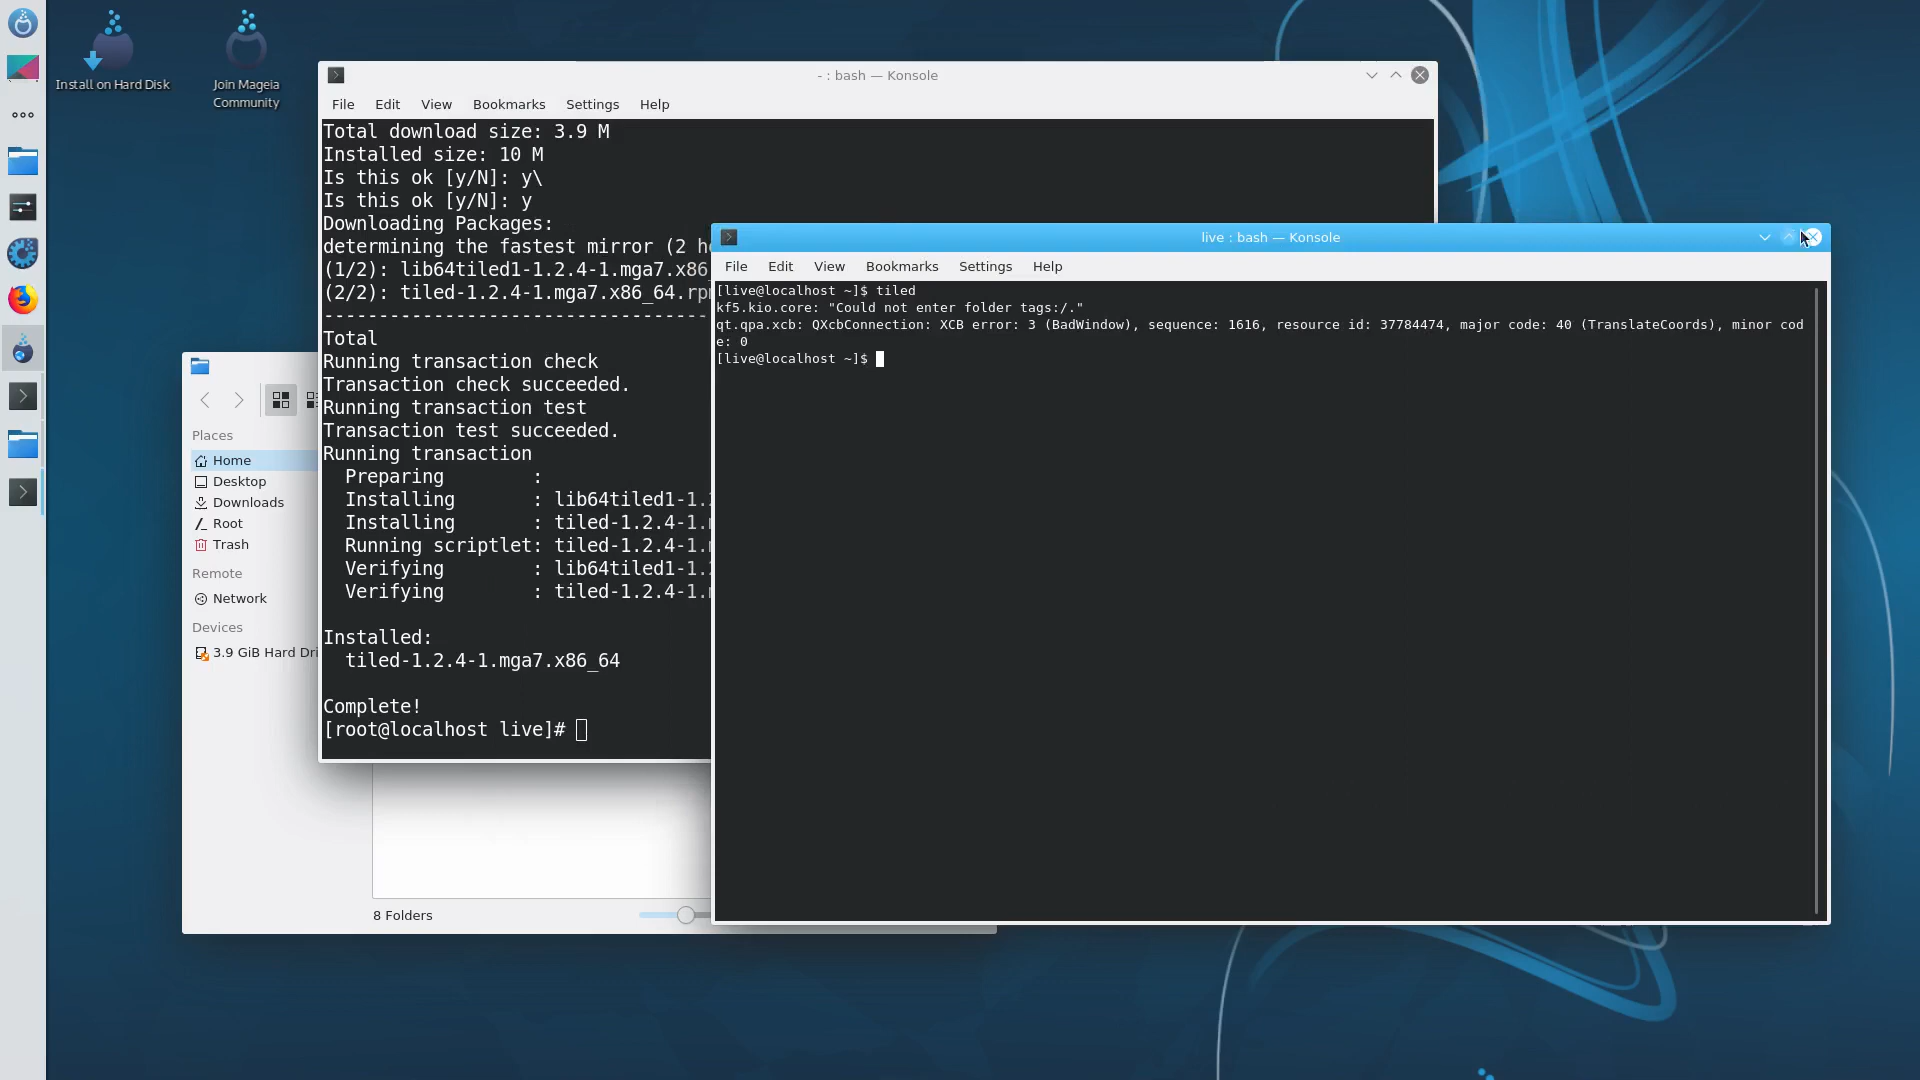 Install on Hard Disk
Join Mageia
Community
- : bash — Konsole
File Edit View Bookmarks Settings Help
Total download size: 3.9 M
Installed size: 10 M
Is this ok [y/N]: y\
Is this ok [y/N]: y
Downloading Packages:
determining the fastest mirror (2 h
(1/2): lib64tiled1-1.2.4-1.mga7.x86
(2/2): tiled-1.2.4-1.mga7.x86_64.rp
-----------------------------------
Total
Running transaction check
Transaction check succeeded.
Running transaction test
Transaction test succeeded.
Running transaction
Preparing :
Installing : lib64tiled1-1.
Installing : tiled-1.2.4-1.
Running scriptlet: tiled-1.2.4-1.
Verifying : lib64tiled1-1.
Verifying : tiled-1.2.4-1.
Installed:
tiled-1.2.4-1.mga7.x86_64
Complete!
[root@localhost live]#
live : bash — Konsole
File Edit View Bookmarks Settings Help
[live@localhost ~]$ tiled
kf5.kio.core: "Could not enter folder tags:/."
qt.qpa.xcb: QXcbConnection: XCB error: 3 (BadWindow), sequence: 1616, resource id: 37784474, major code: 40 (TranslateCoords), minor cod
e: 0
[live@localhost ~]$
Places
Home
Desktop
Downloads
Root
Trash
Remote
Network
Devices
3.9 GiB Hard Dri
8 Folders